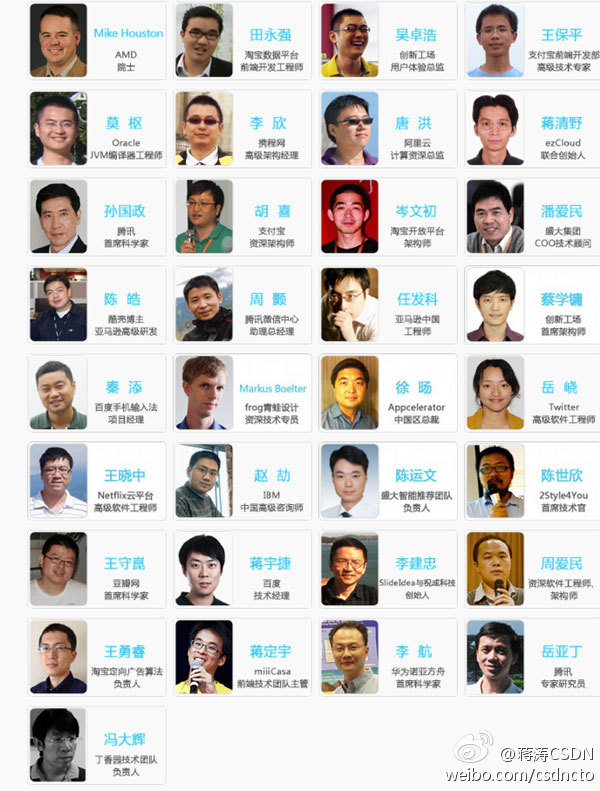 Mike Houston
AMD
院士
田永强
淘宝数据平台
前端开发工程师
吴卓浩
创新工场
用户体验总监
王保平
支付宝前端开发部
高级技术专家
莫 枢
Oracle
JVM编译器工程师
李 欣
携程网
高级架构经理
唐 洪
阿里云
计算资深总监
蒋清野
ezCloud
联合创始人
孙国政
腾讯
首席科学家
胡 喜
支付宝
资深架构师
岑文初
淘宝开放平台
架构师
潘爱民
盛大集团
COO技术顾问
陈 皓
酷壳博主
亚马逊高级研发
周 颢
腾讯微信中心
助理总经理
任发科
亚马逊中国
工程师
蔡学镛
创新工场
首席架构师
秦 添
百度手机输入法
项目经理
Markus Boelter
frog青蛙设计
资深技术专员
徐 旸
Appcelerator
中国区总裁
岳 峣
Twitter
高级软件工程师
王晓中
Netflix云平台
高级软件工程师
赵 劼
IBM
中国高级咨询师
陈运文
盛大智能推荐团队
负责人
陈世欣
2Style4You
首席技术官
王守崑
豆瓣网
首席科学家
蒋宇捷
百度
技术经理
李建忠
SlideIdea与祝成科技
创始人
周爱民
资深软件工程师、
架构师
王勇睿
淘宝定向广告算法
负责人
蒋定宇
miiiCasa
前端技术团队主管
李 航
华为诺亚方舟
首席科学家
岳亚丁
腾讯
专家研究员
冯大辉
丁香园技术团队
负责人
@蒋涛CSDN
weibo.com/csdncto